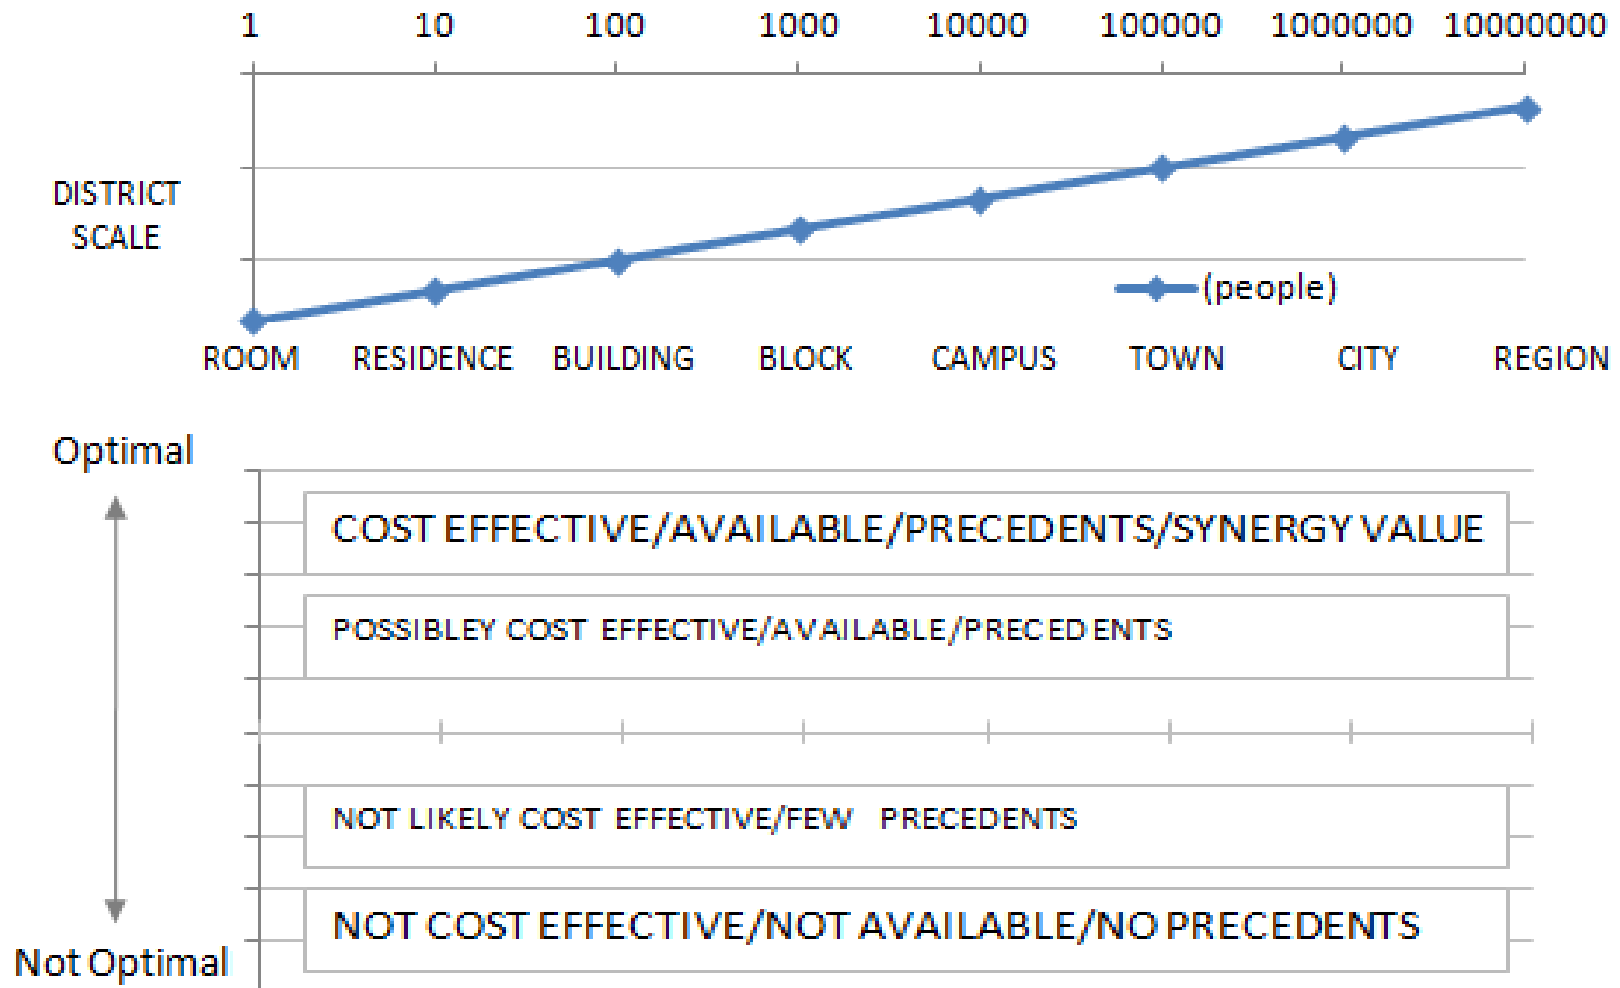 1 10 100 1000 10000 100000 1000000 10000000
DISTRICT
SCALE
(people)
ROOM RESIDENCE BUILDING BLOCK CAMPUS TOWN CITY REGION
Optimal
COST EFFECTIVE/AVAILABLE/PRECEDENTS/SYNERGY VALUE
POSSIBLEY COST EFFECTIVE/AVAILABLE/PRECEDENTS
NOT LIKELY COST EFFECTIVE/FEW PRECEDENTS
NOT COST EFFECTIVE/NOT AVAILABLE/NO PRECEDENTS
Not Optimal